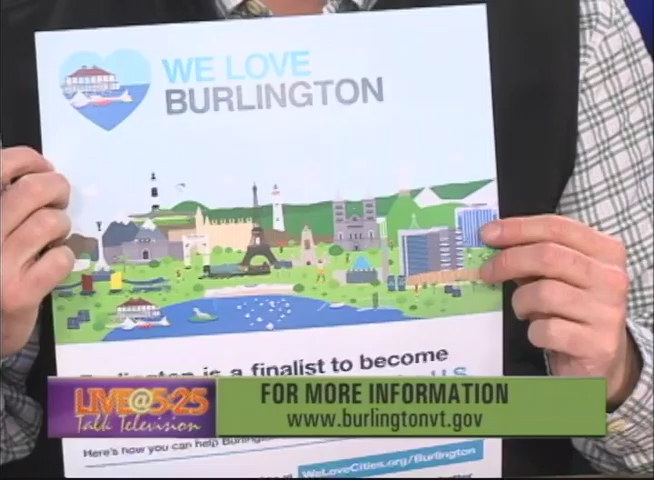 WE LOVE
BURLINGTON
Burlington is a finalist to become
U.S
LIVE@5:25
Talk Television
FOR MORE INFORMATION
www.burlingtonvt.gov
Here's how you can help Burling
WeLoveCities.org/Burlington